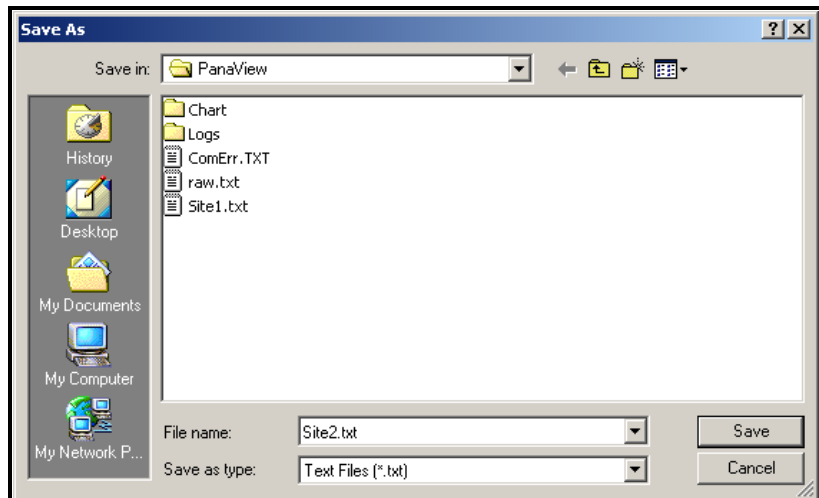 Save As
Save in: PanaView
History
Desktop
My Documents
My Computer
My Network P...
Chart
Logs
ComErr.TXT
raw.txt
Site1.txt
File name: Site2.txt
Save
Save as type: Text Files (*.txt)
Cancel